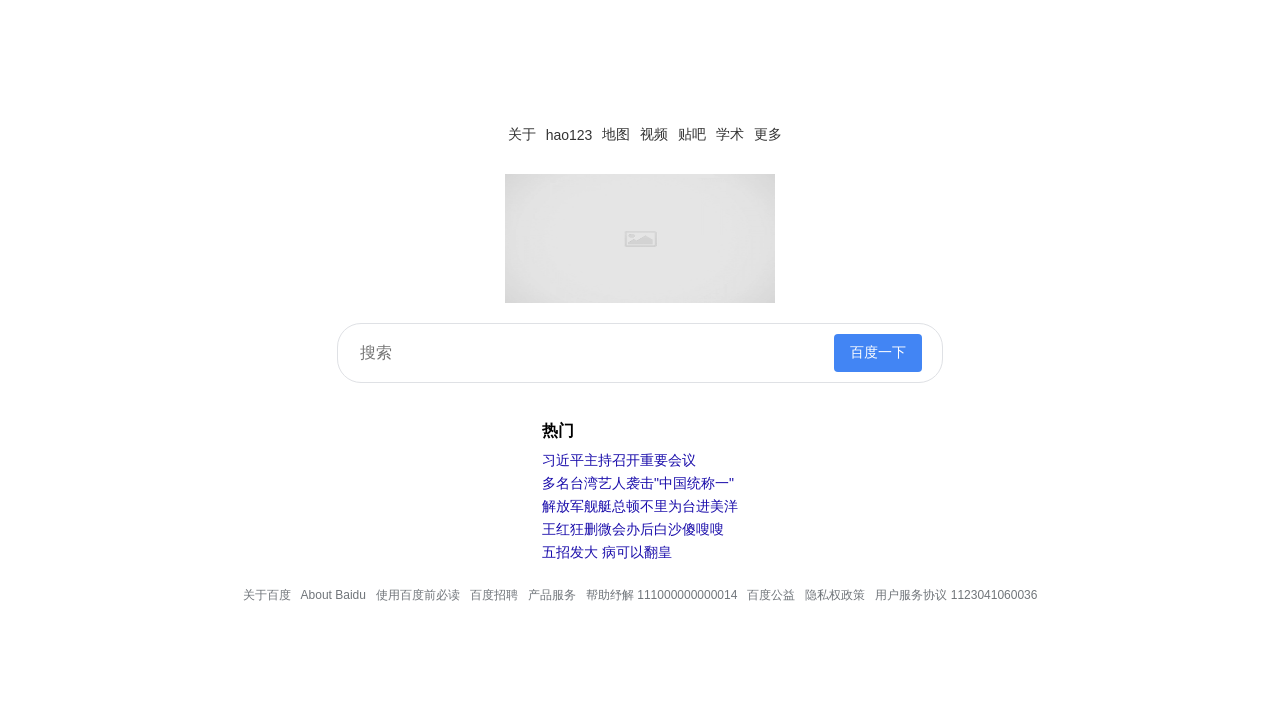 关于 hao123 地图 视频 贴吧 学术 更多
搜索
百度一下
热门
习近平主持召开重要会议
多名台湾艺人袭击"中国统称一"
解放军舰艇总顿不里为台进美洋
王红狂删微会办后白沙傻嗖嗖
五招发大 病可以翻皇
关于百度 About Baidu 使用百度前必读 百度招聘 产品服务 帮助纾解 111000000000014 百度公益 隐私权政策 用户服务协议 1123041060036